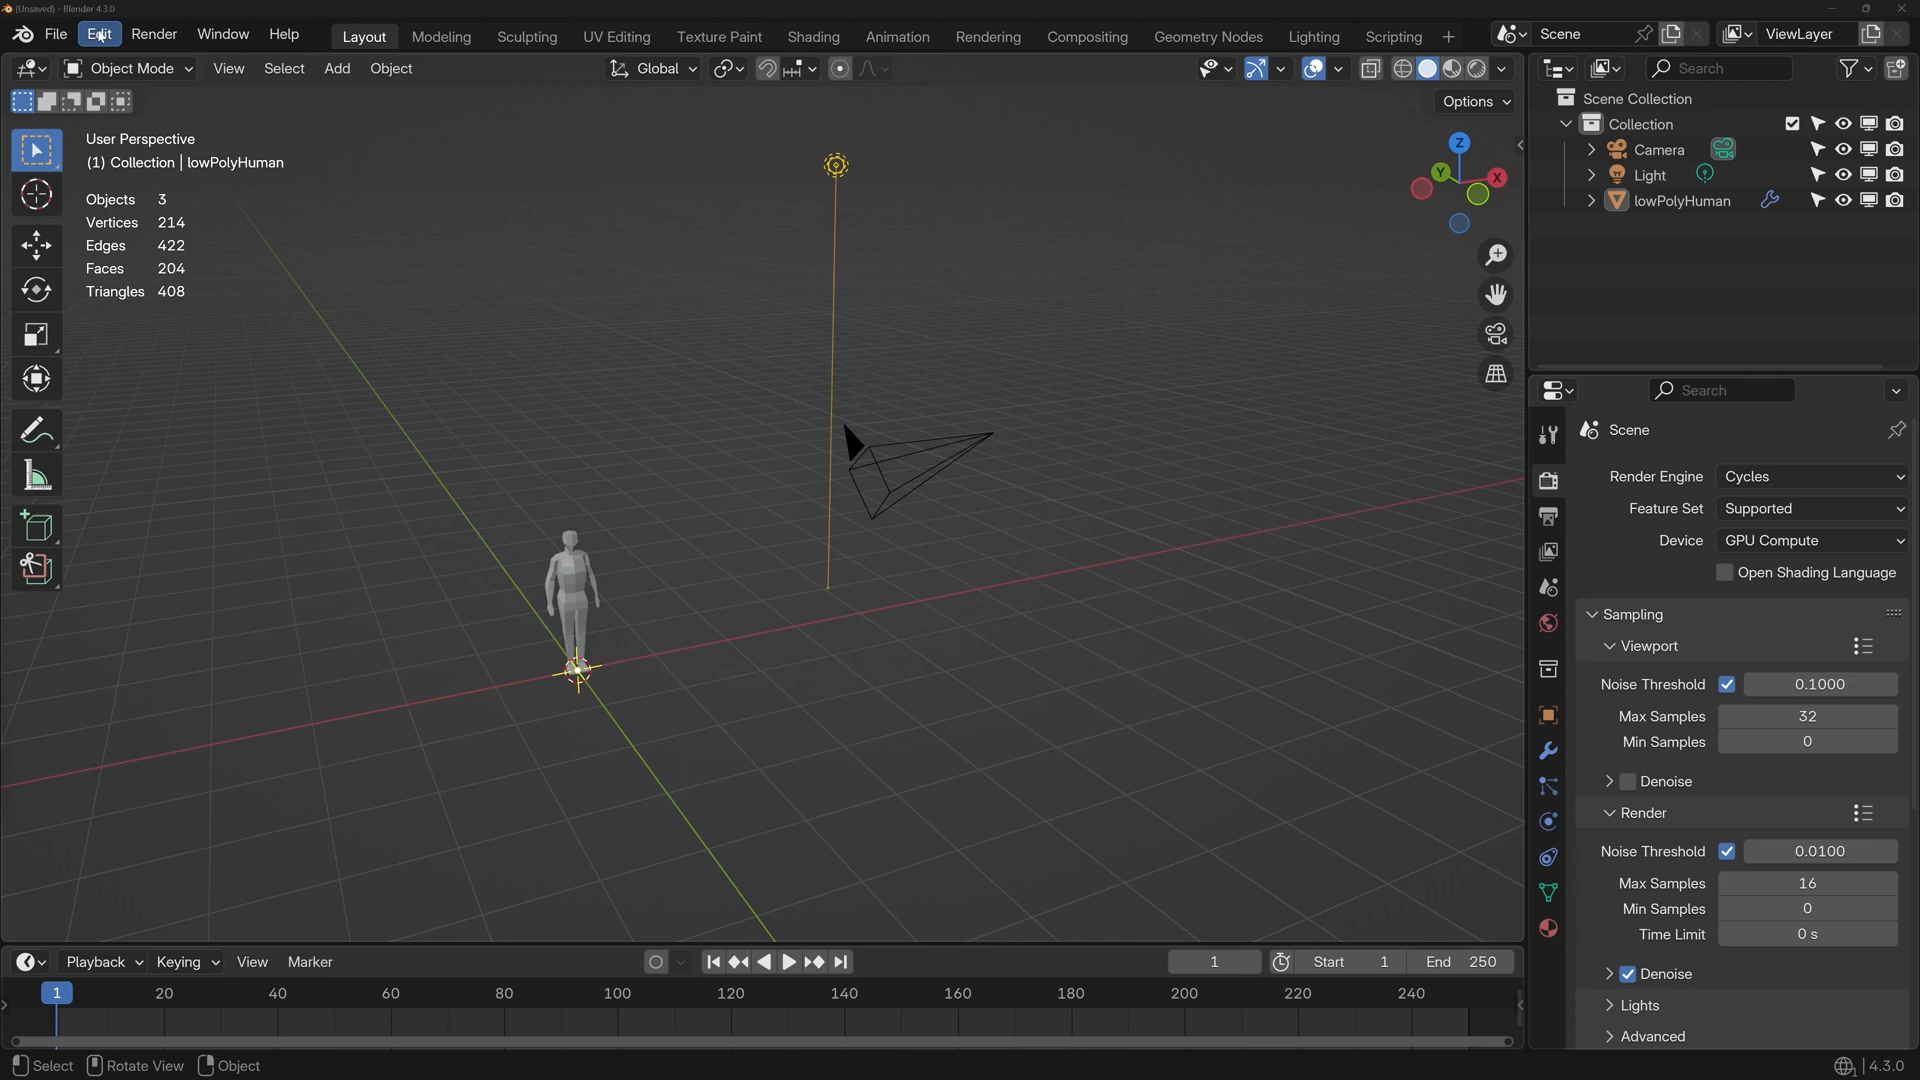 (Unsaved) - Blender 4.3.0
File Edit Render Window Help Layout Modeling Sculpting UV Editing Texture Paint Shading Animation Rendering Compositing Geometry Nodes Lighting Scripting + Scene ViewLayer
Object Mode View Select Add Object Global
Options
User Perspective
(1) Collection | lowPolyHuman
Objects 3
Vertices 214
Edges 422
Faces 204
Triangles 408
Z
Y
X
Search
Scene Collection
Collection
Camera
Light
lowPolyHuman
Search
Scene
Render Engine Cycles
Feature Set Supported
Device GPU Compute
Open Shading Language
Sampling
Viewport
Noise Threshold 0.1000
Max Samples 32
Min Samples 0
Denoise
Render
Noise Threshold 0.0100
Max Samples 16
Min Samples 0
Time Limit 0 s
Denoise
Lights
Advanced
Playback Keying View Marker 1 Start 1 End 250
1 20 40 60 80 100 120 140 160 180 200 220 240
Select Rotate View Object 1 4.3.0